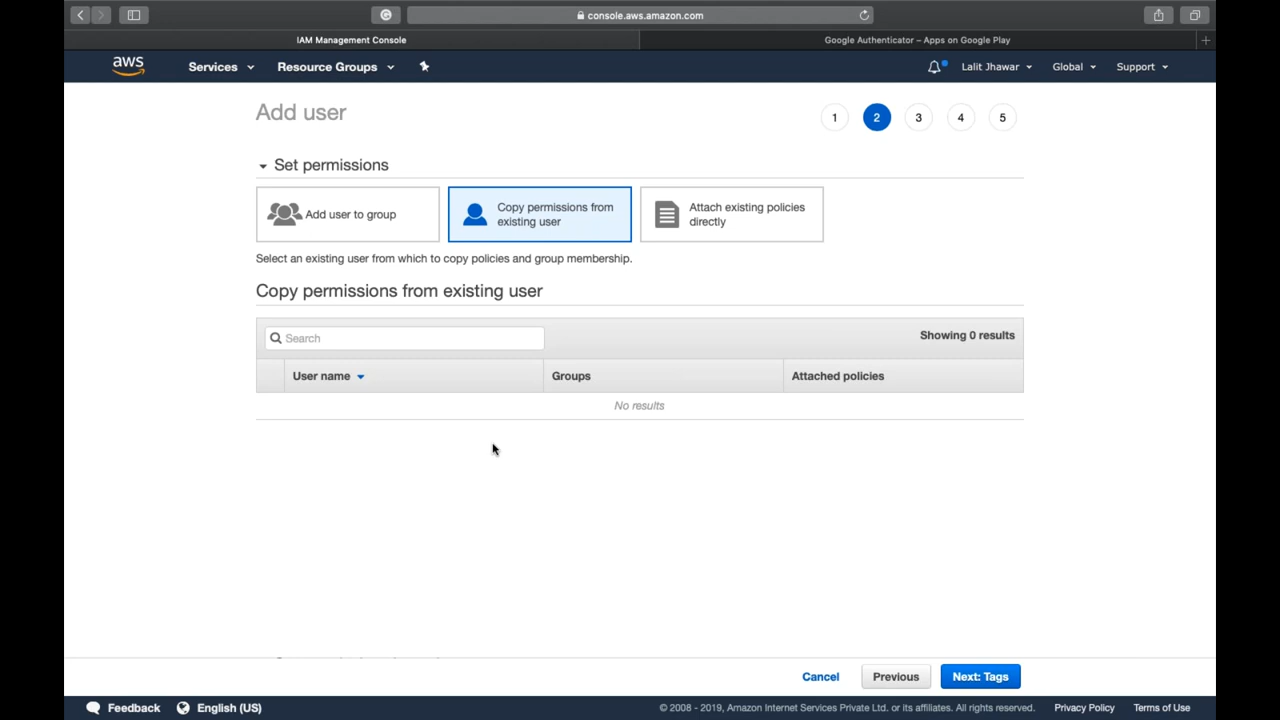 console.aws.amazon.com
IAM Management Console
Google Authenticator – Apps on Google Play
aws
Services
Resource Groups
Lalit Jhawar
Global
Support
Add user
1
2
3
4
5
Set permissions
Add user to group
Copy permissions from
existing user
Attach existing policies
directly
Select an existing user from which to copy policies and group membership.
Copy permissions from existing user
Search
Showing 0 results
User name
Groups
Attached policies
No results
Cancel
Previous
Next: Tags
Feedback
English (US)
© 2008 - 2019, Amazon Internet Services Private Ltd. or its affiliates. All rights reserved.
Privacy Policy
Terms of Use